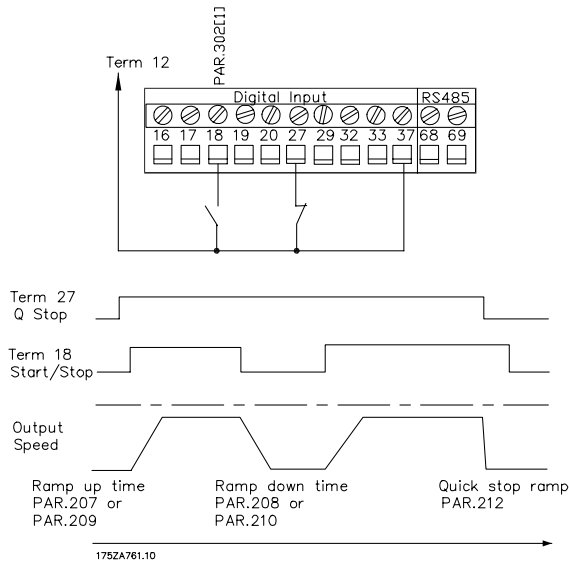 PAR.302[1]
Term 12
Digital Input RS485
16 17 18 19 20 27 29 32 33 37 68 69
Term 27
Q Stop
Term 18
Start/Stop
Output
Speed
Ramp up time
PAR.207 or
PAR.209
Ramp down time
PAR.208 or
PAR.210
Quick stop ramp
PAR.212
175ZA761.10